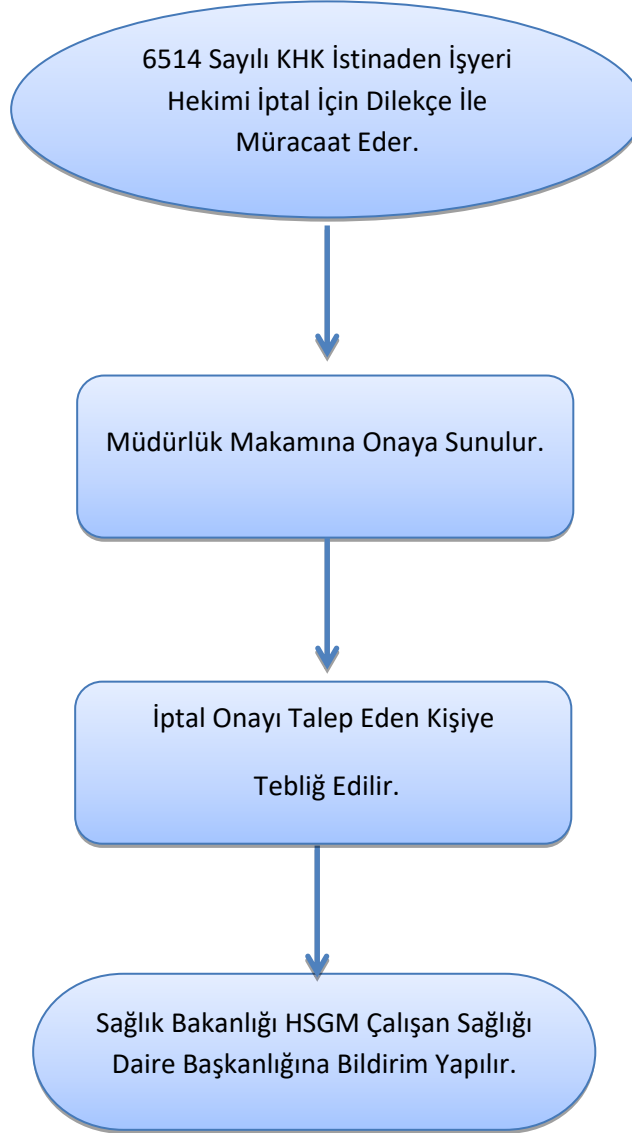 6514 Sayılı KHK İstinaden İşyeri
Hekimi İptal İçin Dilekçe İle
Müracaat Eder.
Müdürlük Makamına Onaya Sunulur.
İptal Onayı Talep Eden Kişiye
Tebliğ Edilir.
Sağlık Bakanlığı HSGM Çalışan Sağlığı
Daire Başkanlığına Bildirim Yapılır.